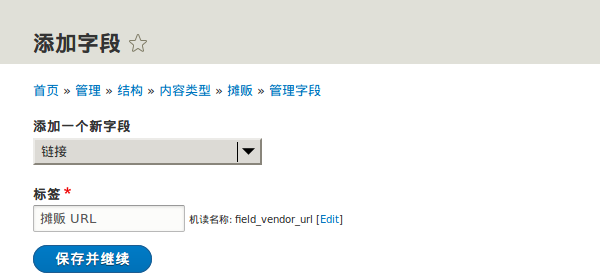 添加字段
首页 » 管理 » 结构 » 内容类型 » 摊贩 » 管理字段
添加一个新字段
链接
标签 *
摊贩 URL 机读名称: field_vendor_url [Edit]
保存并继续